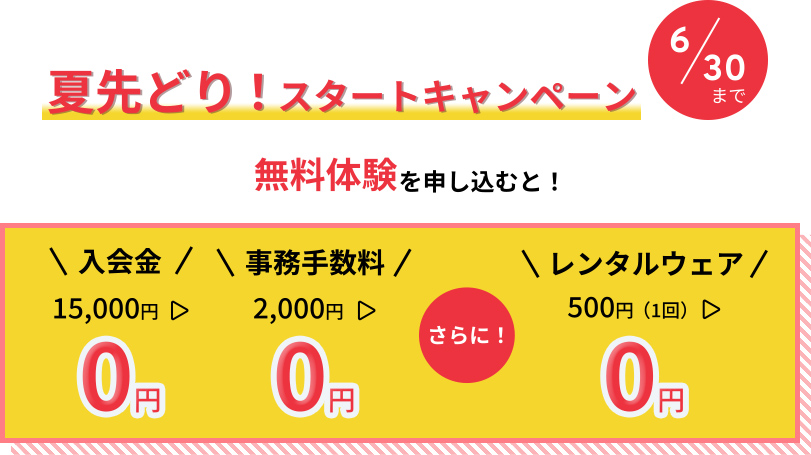 夏先どり!スタートキャンペーン
6/30
まで
無料体験を申し込むと!
\ 入会金 /
15,000円 ▷
0円
\ 事務手数料 /
2,000円 ▷
0円
さらに!
\ レンタルウェア /
500円(1回) ▷
0円